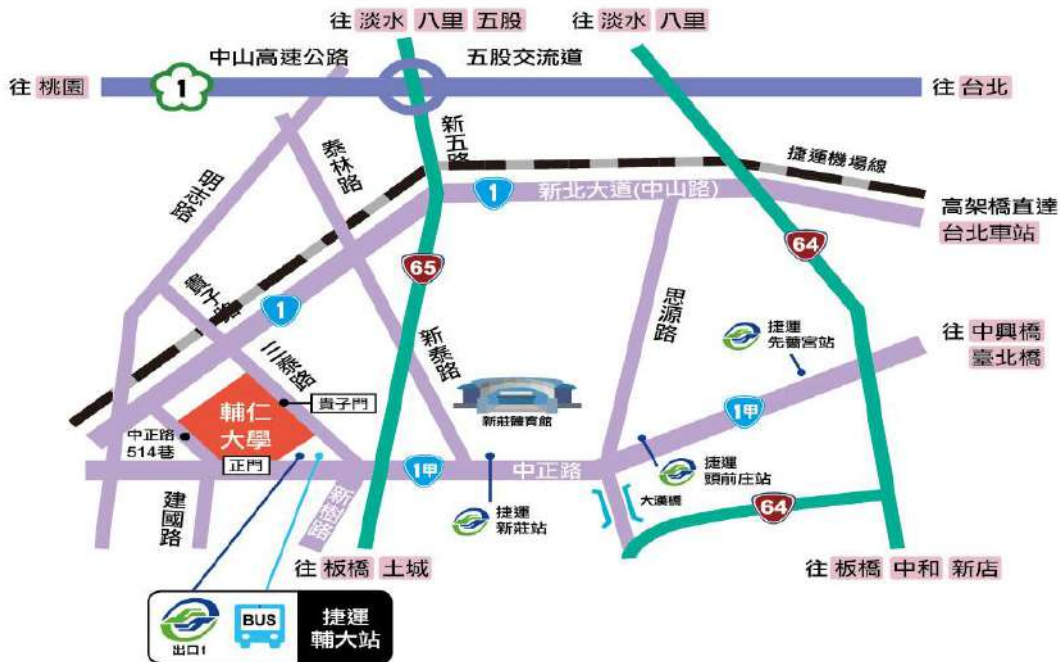 往 淡水 八里 五股
往 淡水 八里
中山高速公路
五股交流道
往 桃園
1
往 台北
新五路
泰林路
明志路
捷運機場線
1
新北大道(中山路)
高架橋直達
台北車站
64
65
貴子路
1
思源路
新泰路
捷運
先嗇宮站
往 中興橋
臺北橋
三泰路
新莊體育館
貴子門
輔仁
大學
1甲
中正路
514巷
正門
1甲
中正路
捷運
頭前庄站
建國路
新樹路
捷運
新莊站
大漢橋
64
往 板橋 土城
往 板橋 中和 新店
BUS
出口1
捷運
輔大站